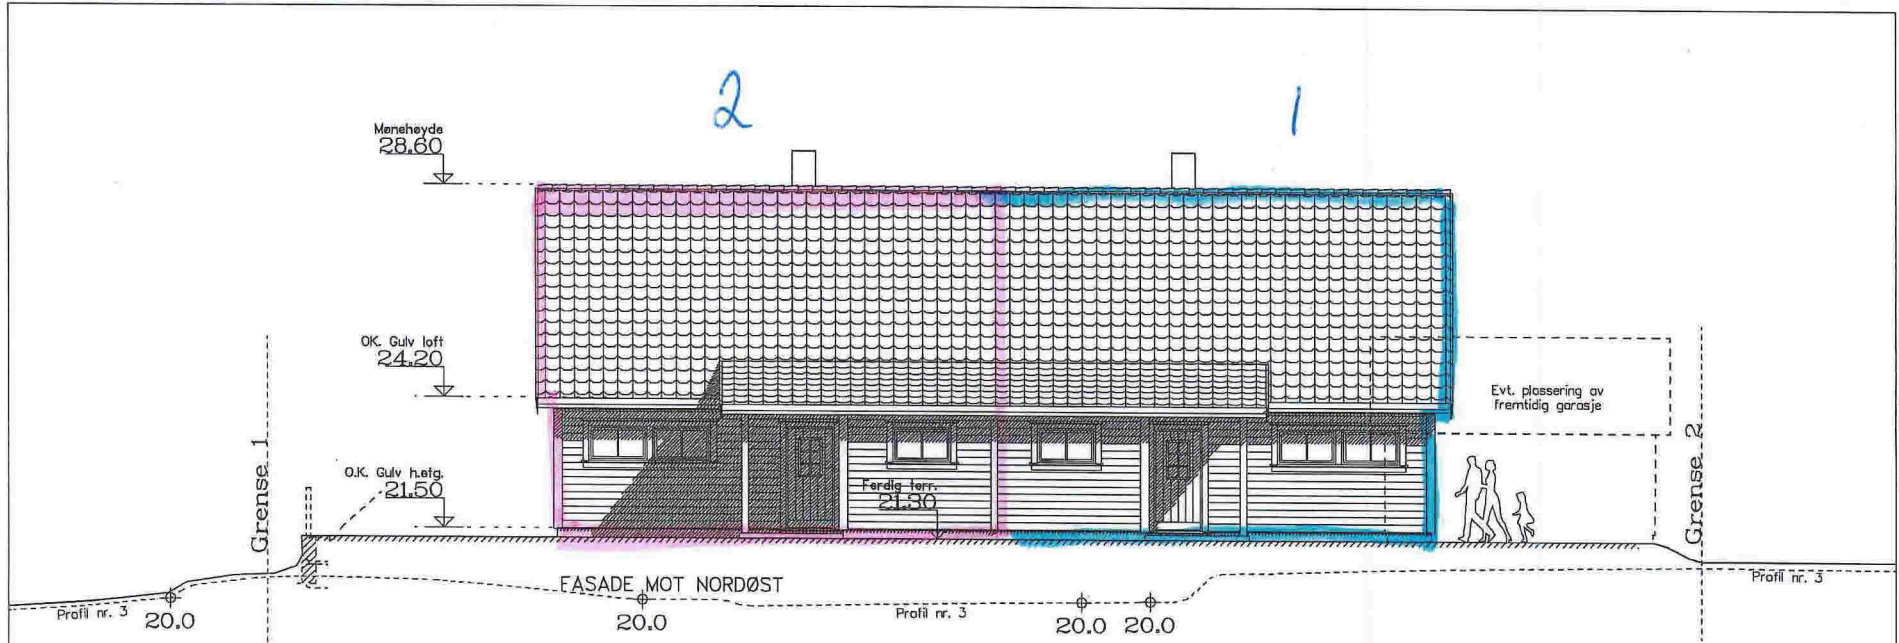 2
1
Mønehøyde
28.60
OK. Gulv loft
24.20
Evt. plassering av
fremtidig garasje
Grense 1
Grense 2
O.K. Gulv h.etg.
21.50
Ferdig terr.
21.30
FASADE MOT NORDØST
Profil nr. 3
20.0
20.0
Profil nr. 3
20.0
20.0
Profil nr. 3